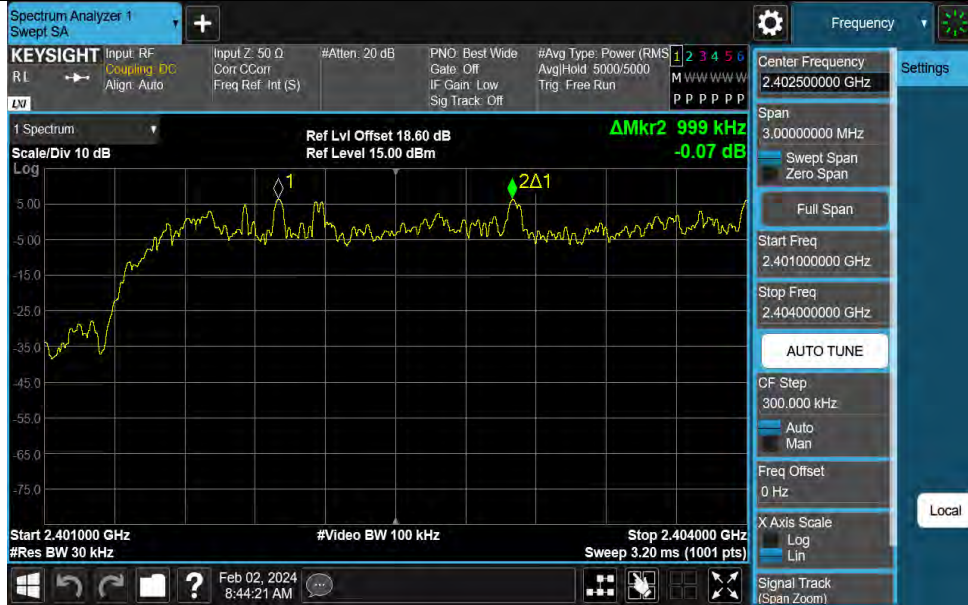 Spectrum Analyzer 1
Swept SA
Frequency
KEYSIGHT
RL
LXI
Input: RF
Coupling: DC
Align: Auto
Input Z: 50 Ω
Corr CCorr
Freq Ref: Int (S)
#Atten: 20 dB
PNO: Best Wide
Gate: Off
IF Gain: Low
Sig Track: Off
#Avg Type: Power (RMS
Avg|Hold: 5000/5000
Trig: Free Run
1 2 3 4 5 6
M W W W W W
P P P P P P
1 Spectrum
Scale/Div 10 dB
Log
Ref Lvl Offset 18.60 dB
Ref Level 15.00 dBm
ΔMkr2 999 kHz
-0.07 dB
1
2Δ1
5.00
-5.00
-15.0
-25.0
-35.0
-45.0
-55.0
-65.0
-75.0
Start 2.401000 GHz
#Res BW 30 kHz
#Video BW 100 kHz
Stop 2.404000 GHz
Sweep 3.20 ms (1001 pts)
Feb 02, 2024
8:44:21 AM
Center Frequency
2.402500000 GHz
Span
3.00000000 MHz
Swept Span
Zero Span
Full Span
Start Freq
2.401000000 GHz
Stop Freq
2.404000000 GHz
AUTO TUNE
CF Step
300.000 kHz
Auto
Man
Freq Offset
0 Hz
X Axis Scale
Log
Lin
Signal Track
(Span Zoom)
Settings
Local